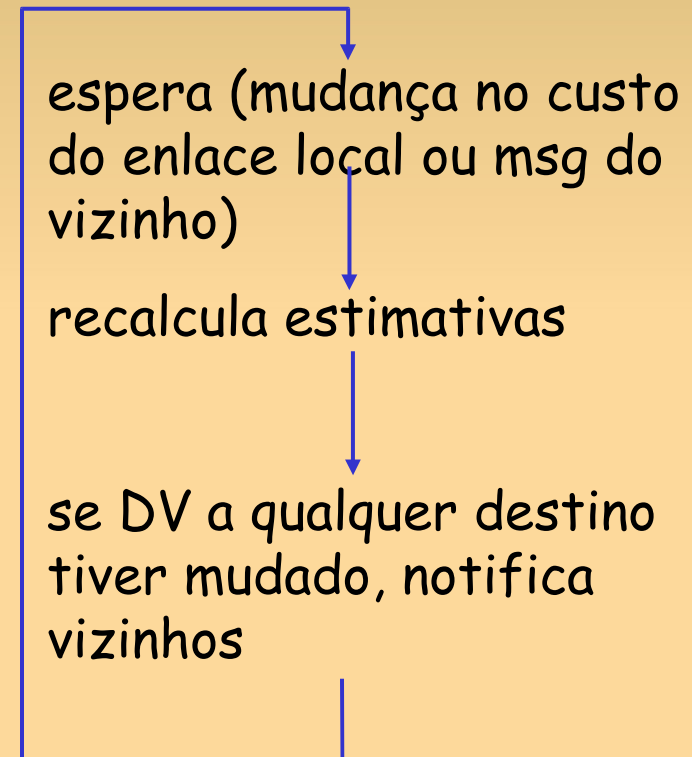 espera (mudança no custo
do enlace local ou msg do
vizinho)
recalcula estimativas
se DV a qualquer destino
tiver mudado, notifica
vizinhos